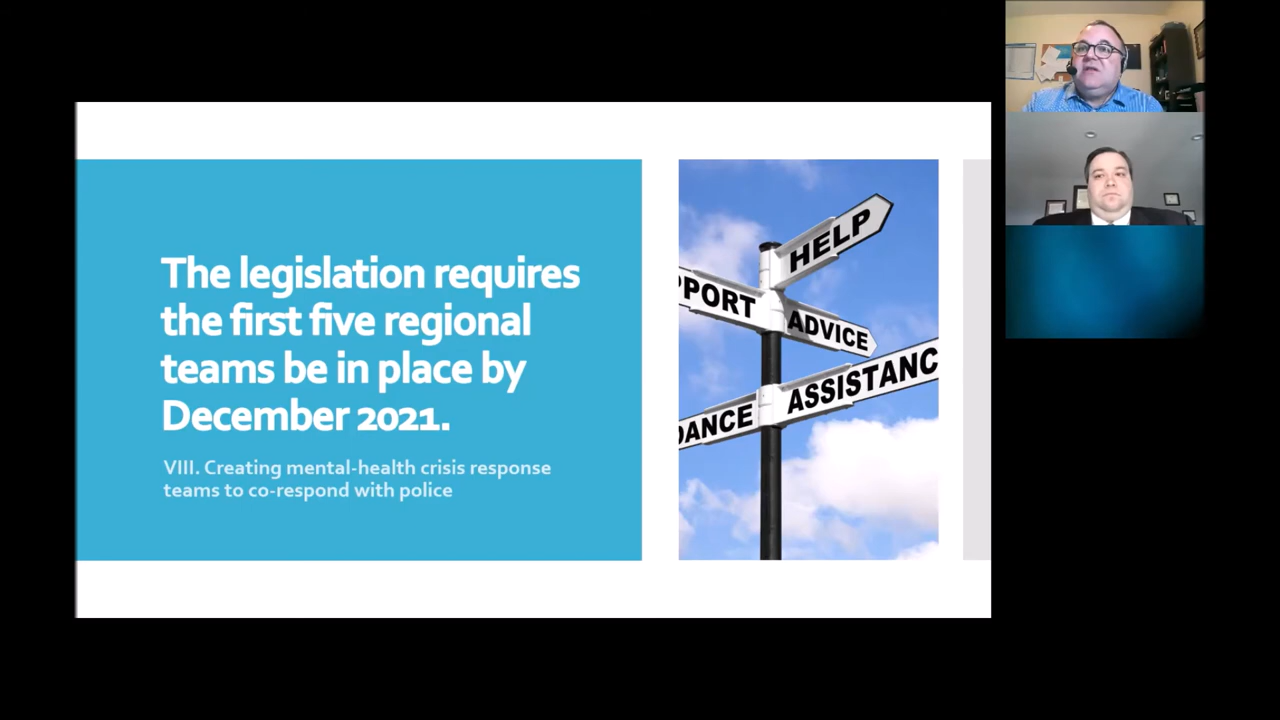 The legislation requires
the first five regional
teams be in place by
December 2021.
VIII. Creating mental-health crisis response
teams to co-respond with police
HELP
PPORT
ADVICE
ASSISTANC
DANCE